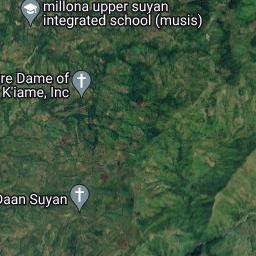 millona upper suyan
integrated school (musis)
re Dame of
K'iame, Inc
Daan Suyan